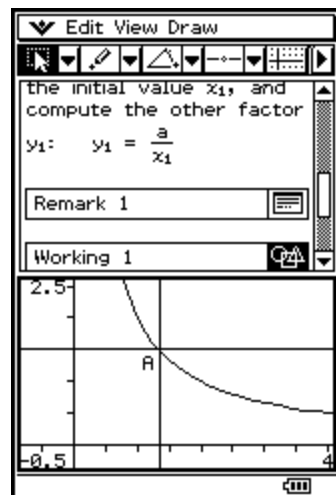 Edit View Draw
the initial value x₁, and
compute the other factor
y₁: y₁ = a/x₁
Remark 1
Working 1
2.5
A
-0.5 4